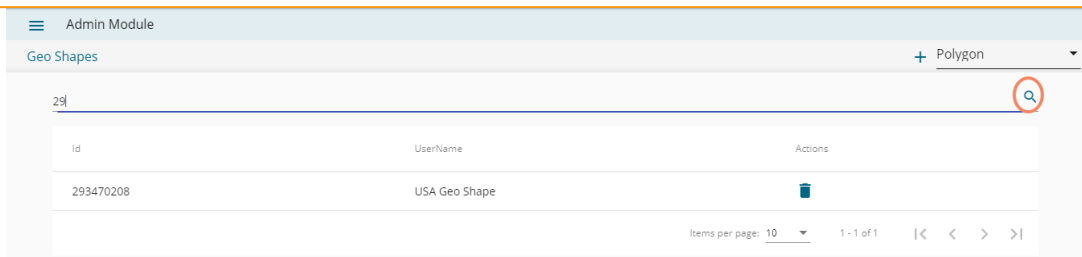 Admin Module
Geo Shapes + Polygon
29
Id UserName Actions
293470208 USA Geo Shape
Items per page: 10 1 - 1 of 1